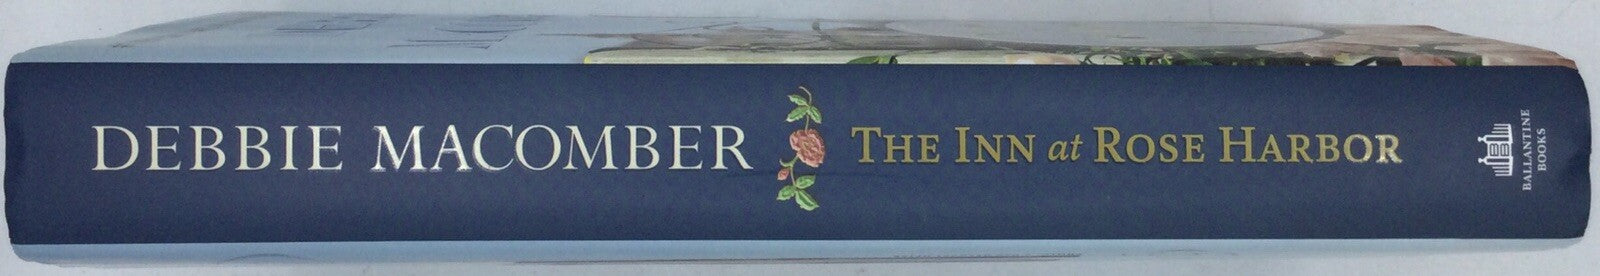 DEBBIE MACOMBER
THE INN at ROSE HARBOR
BALLANTINE
BOOKS